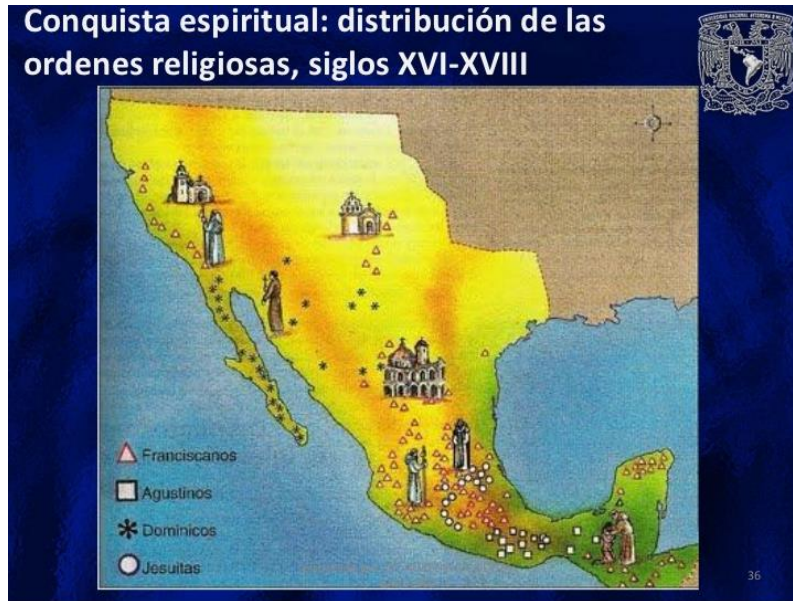 Conquista espiritual: distribución de las
ordenes religiosas, siglos XVI-XVIII
Franciscanos
Agustinos
Dominicos
Jesuitas
36